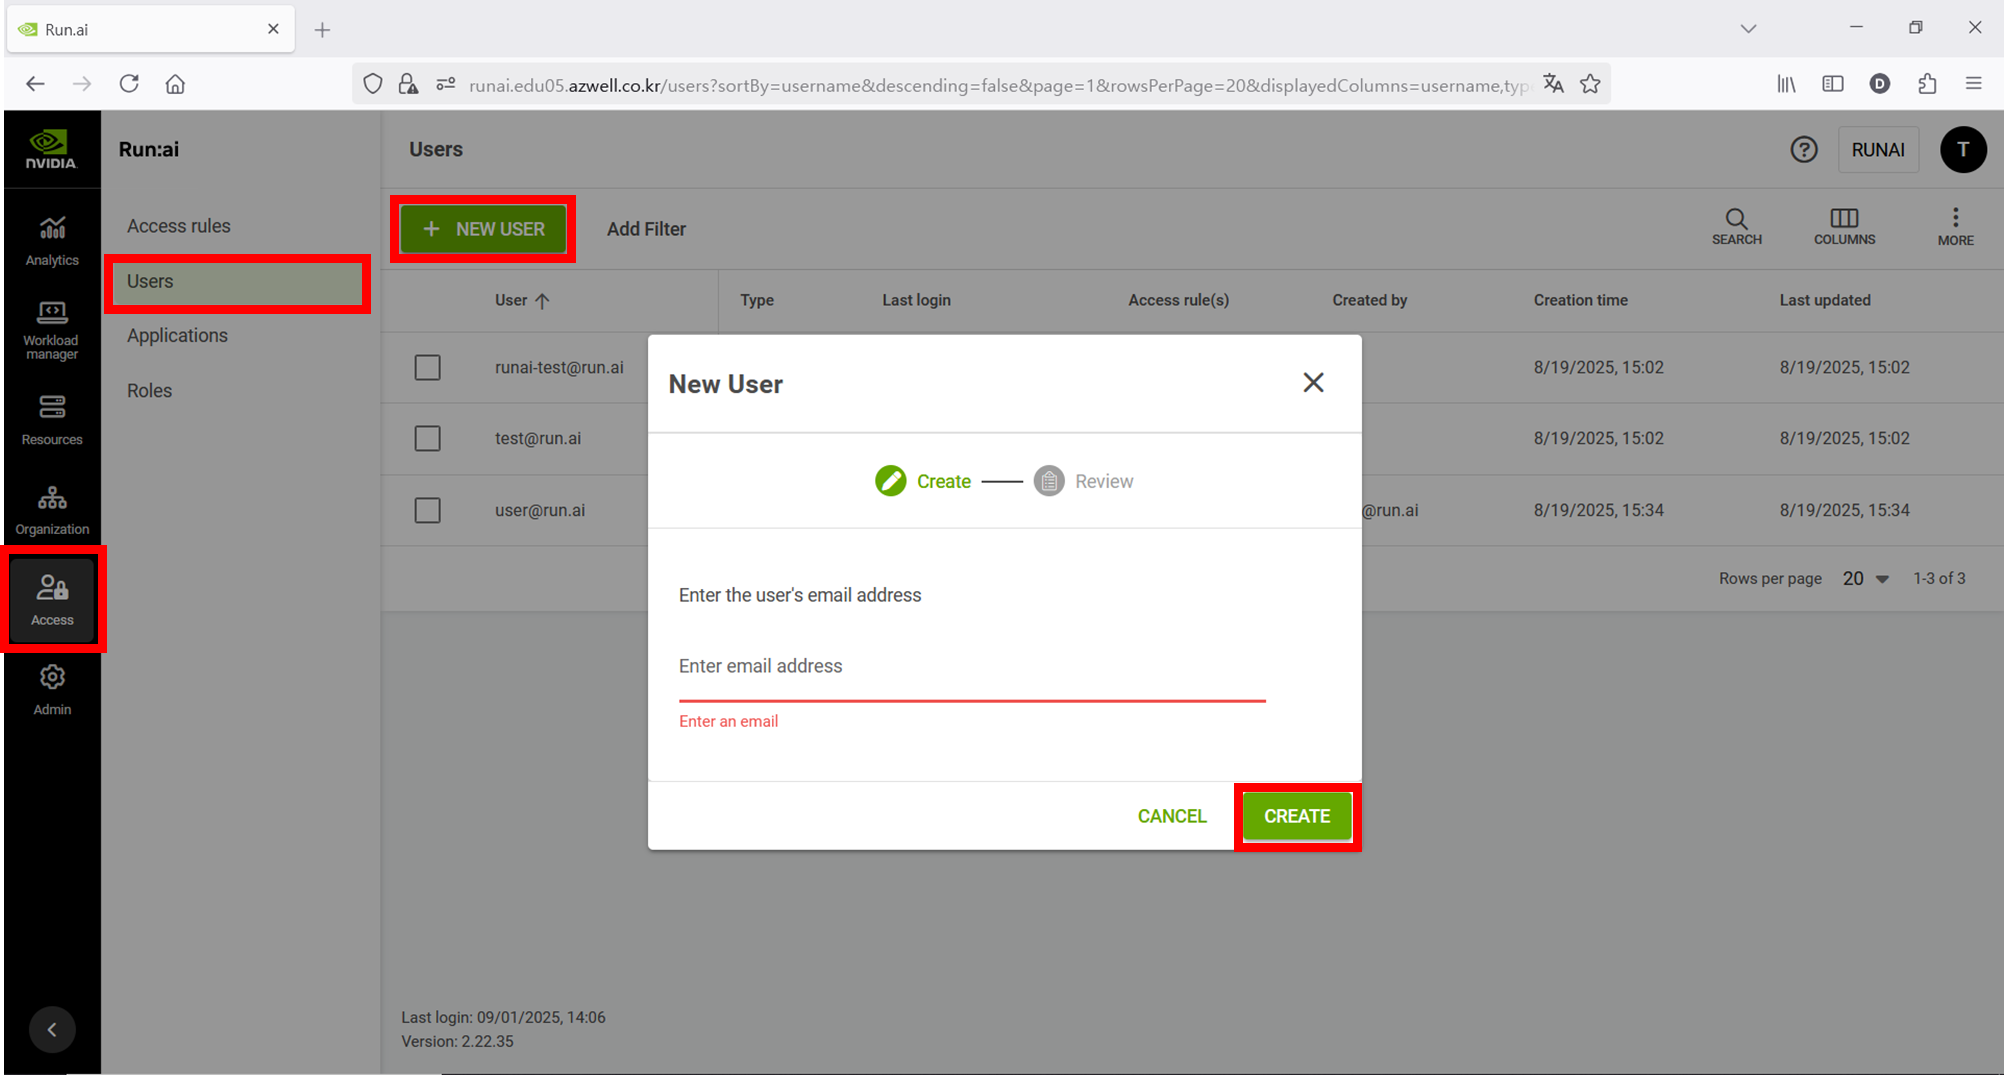 Run.ai
runai.edu05.azwell.co.kr/users?sortBy=username&descending=false&page=1&rowsPerPage=20&displayedColumns=username,typ
NVIDIA.
Run:ai
Users
RUNAI
T
Analytics
Workload
manager
Resources
Organization
Access
Admin
Access rules
Users
Applications
Roles
+ NEW USER
Add Filter
SEARCH
COLUMNS
MORE
User
Type
Last login
Access rule(s)
Created by
Creation time
Last updated
runai-test@run.ai
8/19/2025, 15:02
8/19/2025, 15:02
test@run.ai
8/19/2025, 15:02
8/19/2025, 15:02
user@run.ai
@run.ai
8/19/2025, 15:34
8/19/2025, 15:34
Rows per page 20 1-3 of 3
New User
Create
Review
Enter the user's email address
Enter email address
Enter an email
CANCEL
CREATE
Last login: 09/01/2025, 14:06
Version: 2.22.35